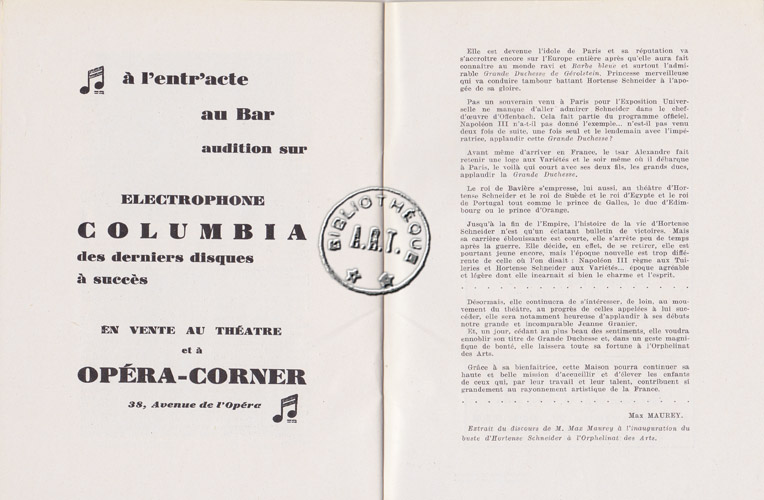 à l'entr'acte
au Bar
audition sur
ELECTROPHONE
COLUMBIA
des derniers disques
à succès
EN VENTE AU THÉATRE
et à
OPÉRA-CORNER
38, Avenue de l'Opéra
BIBLIOTHÈQUE
A.R.T.
Elle est devenue l'idole de Paris et sa réputation va
s'accroître encore sur l'Europe entière après qu'elle aura fait
connaître au monde ravi et Barbe bleue et surtout l'admi-
rable Grande Duchesse de Gérolstein. Princesse merveilleuse
qui va conduire tambour battant Hortense Schneider à l'apo-
gée de sa gloire.
Pas un souverain venu à Paris pour l'Exposition Univer-
selle ne manque d'aller admirer Schneider dans le chef-
d'œuvre d'Offenbach. Cela fait partie du programme officiel.
Napoléon III n'a-t-il pas donné l'exemple... n'est-il pas venu
deux fois de suite, une fois seul et le lendemain avec l'impé-
ratrice, applaudir cette Grande Duchesse ?
Avant même d'arriver en France, le tsar Alexandre fait
retenir une loge aux Variétés et le soir même où il débarque
à Paris, le voilà qui court avec ses deux fils, les grands ducs,
applaudir la Grande Duchesse.
Le roi de Bavière s'empresse, lui aussi, au théâtre d'Hor-
tense Schneider et le roi de Suède et le roi d'Egypte et le roi
de Portugal tout comme le prince de Galles, le duc d'Edim-
bourg ou le prince d'Orange.
Jusqu'à la fin de l'Empire, l'histoire de la vie d'Hortense
Schneider n'est qu'un éclatant bulletin de victoires. Mais
sa carrière éblouissante est courte, elle s'arrête peu de temps
après la guerre. Elle décide, en effet, de se retirer, elle est
pourtant jeune encore, mais l'époque nouvelle est trop diffé-
rente de celle où l'on disait : Napoléon III règne aux Tui-
leries et Hortense Schneider aux Variétés... époque agréable
et légère dont elle incarnait si bien le charme et l'esprit.
. . . . . . . . . . . . . . . . . . . .
Désormais, elle continuera de s'intéresser, de loin, au mou-
vement du théâtre, au progrès de celles appelées à lui suc-
céder, elle sera notamment heureuse d'applaudir à ses débuts
notre grande et incomparable Jeanne Granier.
Et, un jour, cédant au plus beau des sentiments, elle voudra
ennoblir son titre de Grande Duchesse et, dans un geste magni-
fique de bonté, elle laissera toute sa fortune à l'Orphelinat
des Arts.
Grâce à sa bienfaitrice, cette Maison pourra continuer sa
haute et belle mission d'accueillir et d'élever les enfants
de ceux qui, par leur travail et leur talent, contribuent si
grandement au rayonnement artistique de la France.
. . . . . . . . . . . . . . . . . . . .
Max MAUREY.
Extrait du discours de M. Max Maurey à l'inauguration du
buste d'Hortense Schneider à l'Orphelinat des Arts.